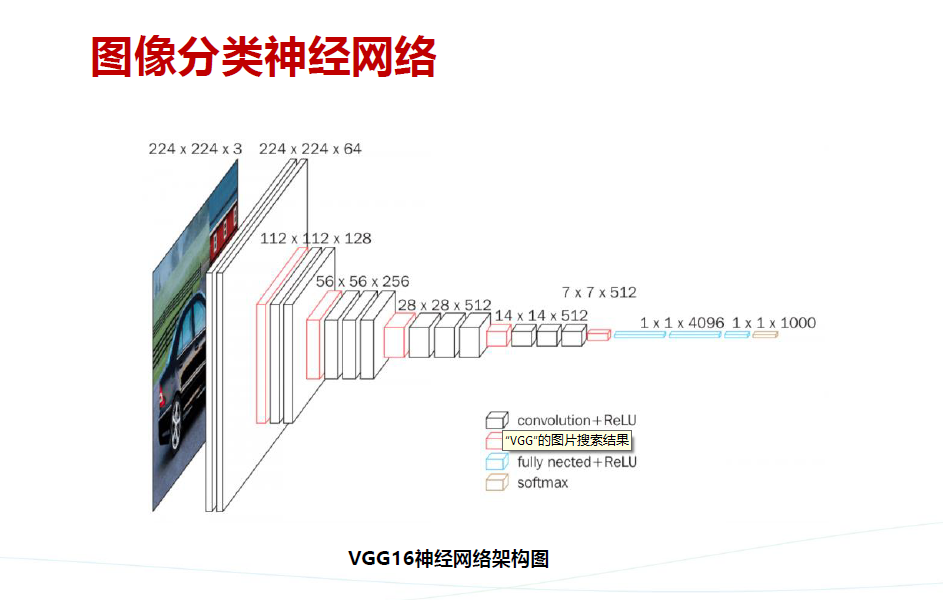 图像分类神经网络
224 x 224 x 3 224 x 224 x 64
112 x 112 x 128
56 x 56 x 256
28 x 28 x 512
7 x 7 x 512
14 x 14 x 512
1 x 1 x 4096 1 x 1 x 1000
convolution+ReLU
"VGG"的图片搜索结果
fully nected+ReLU
softmax
VGG16神经网络架构图